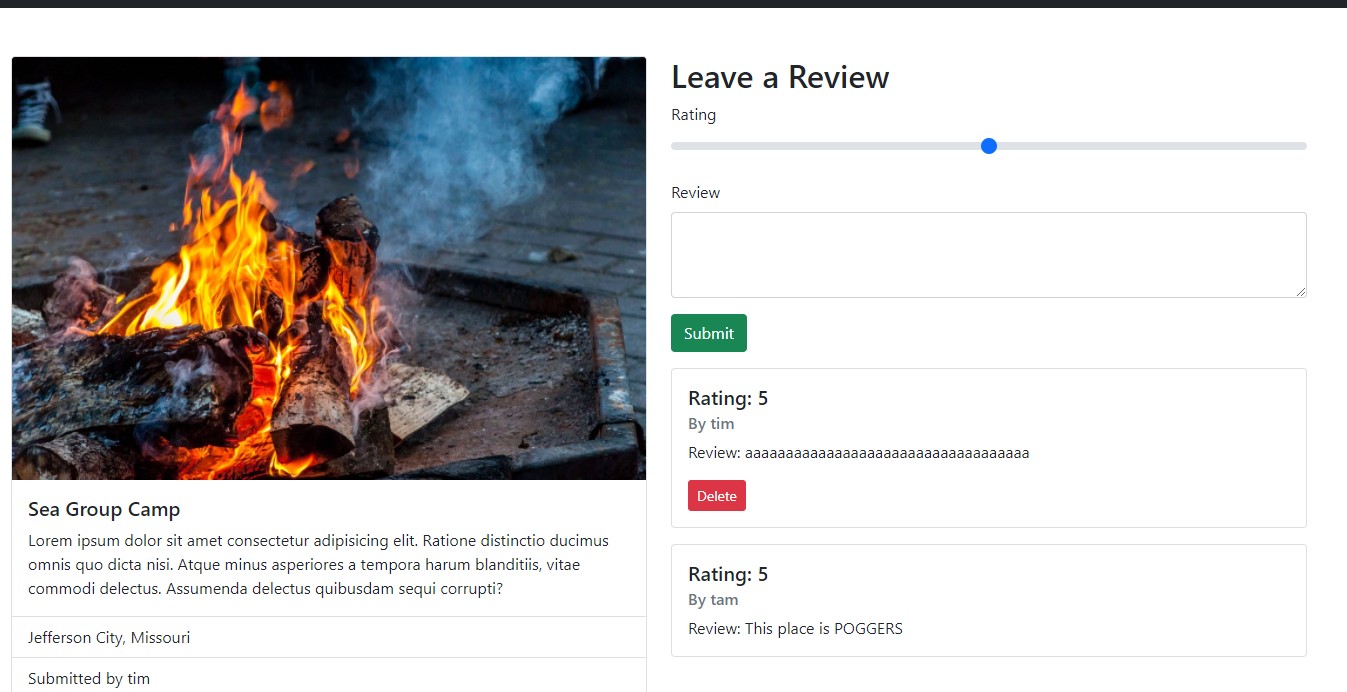 Sea Group Camp
Lorem ipsum dolor sit amet consectetur adipisicing elit. Ratione distinctio ducimus
omnis quo dicta nisi. Atque minus asperiores a tempora harum blanditiis, vitae
commodi delectus. Assumenda delectus quibusdam sequi corrupti?
Jefferson City, Missouri
Submitted by tim
Leave a Review
Rating
Review
Submit
Rating: 5
By tim
Review: aaaaaaaaaaaaaaaaaaaaaaaaaaaaaaaaaaa
Delete
Rating: 5
By tam
Review: This place is POGGERS